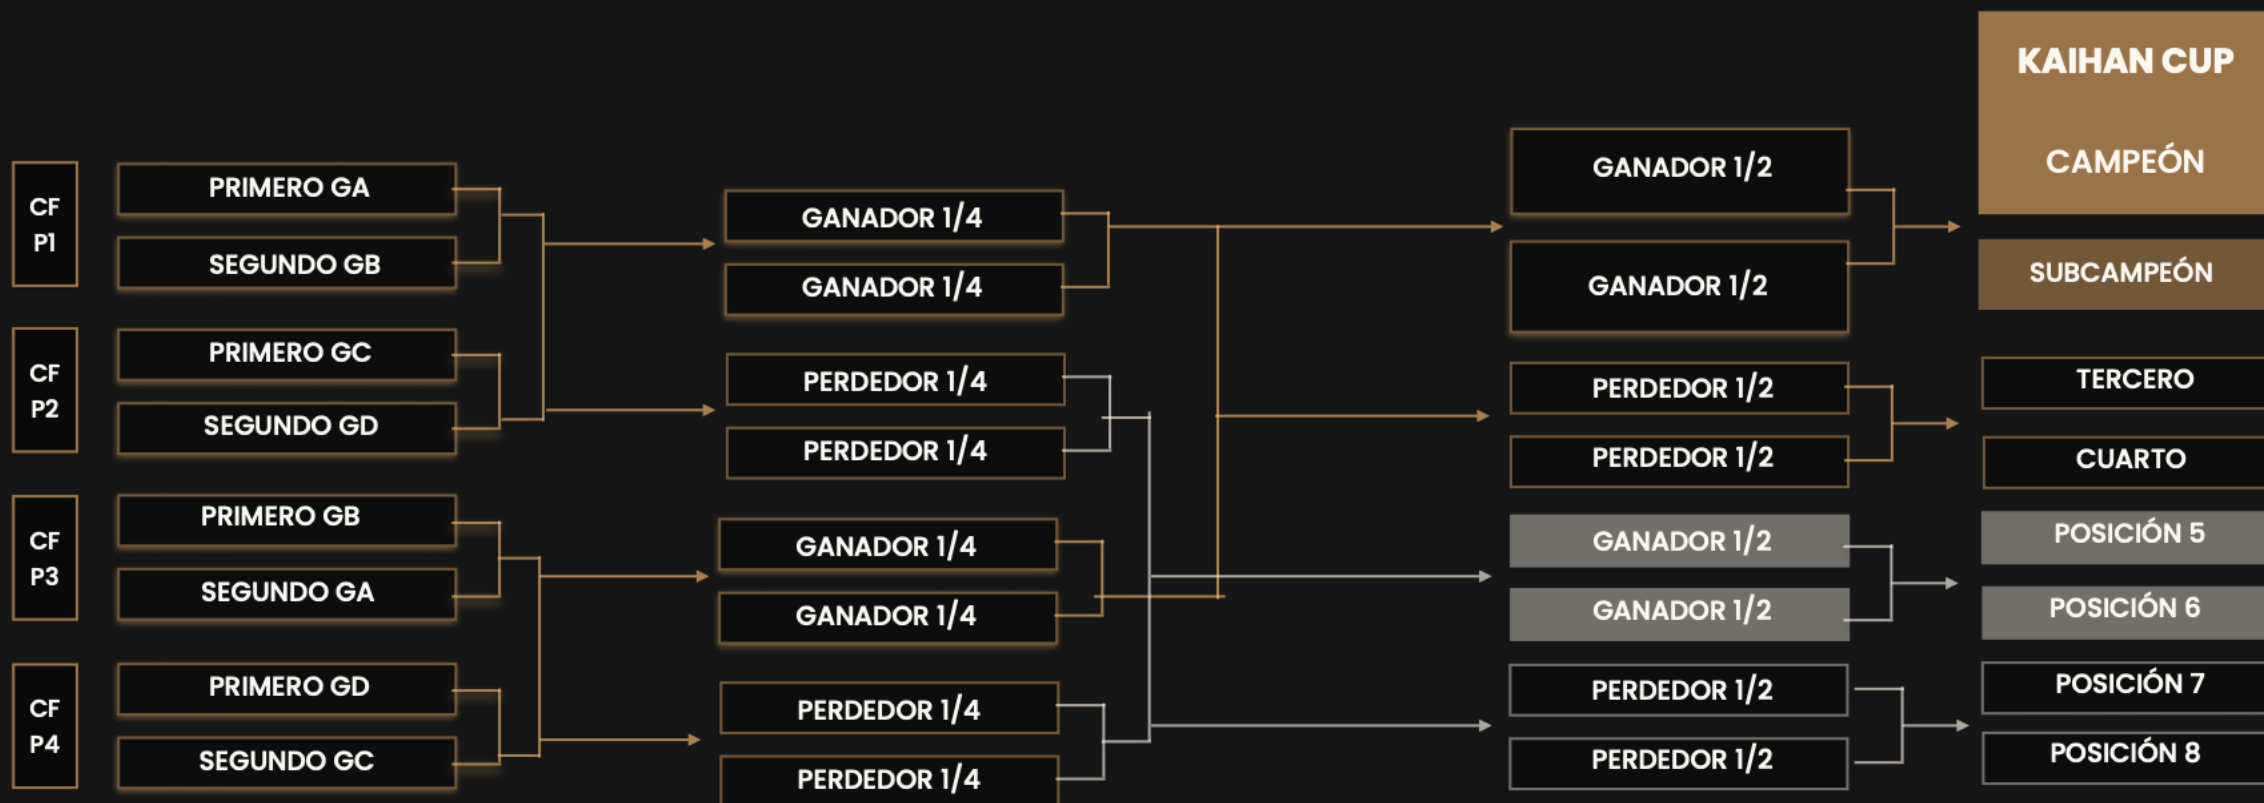 CF
P1
PRIMERO GA
SEGUNDO GB
CF
P2
PRIMERO GC
SEGUNDO GD
CF
P3
PRIMERO GB
SEGUNDO GA
CF
P4
PRIMERO GD
SEGUNDO GC
GANADOR 1/4
GANADOR 1/4
PERDEDOR 1/4
PERDEDOR 1/4
GANADOR 1/4
GANADOR 1/4
PERDEDOR 1/4
PERDEDOR 1/4
GANADOR 1/2
GANADOR 1/2
PERDEDOR 1/2
PERDEDOR 1/2
GANADOR 1/2
GANADOR 1/2
PERDEDOR 1/2
PERDEDOR 1/2
KAIHAN CUP
CAMPEÓN
SUBCAMPEÓN
TERCERO
CUARTO
POSICIÓN 5
POSICIÓN 6
POSICIÓN 7
POSICIÓN 8